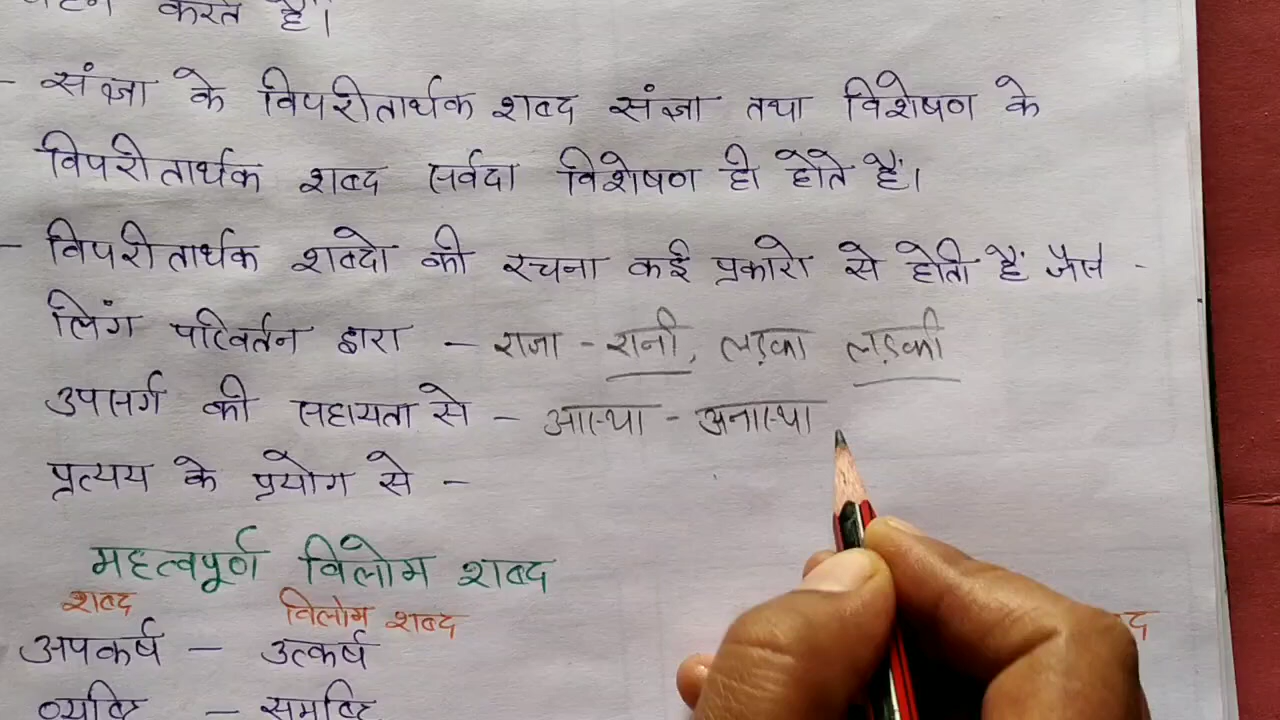 करते हैं।
- संज्ञा के विपरीतार्थक शब्द संज्ञा तथा विशेषण के
विपरीतार्थक शब्द सर्वदा विशेषण ही होते हैं।
- विपरीतार्थक शब्दो की रचना कई प्रकारो से होती हैं जैसे -
लिंग परिवर्तन द्वारा - राजा - रानी, लड़का लड़की
उपसर्ग की सहायता से - आस्था - अनास्था
प्रत्यय के प्रयोग से -
महत्वपूर्ण विलोम शब्द
शब्द विलोम शब्द
अपकर्ष - उत्कर्ष
व्यष्टि - समष्टि